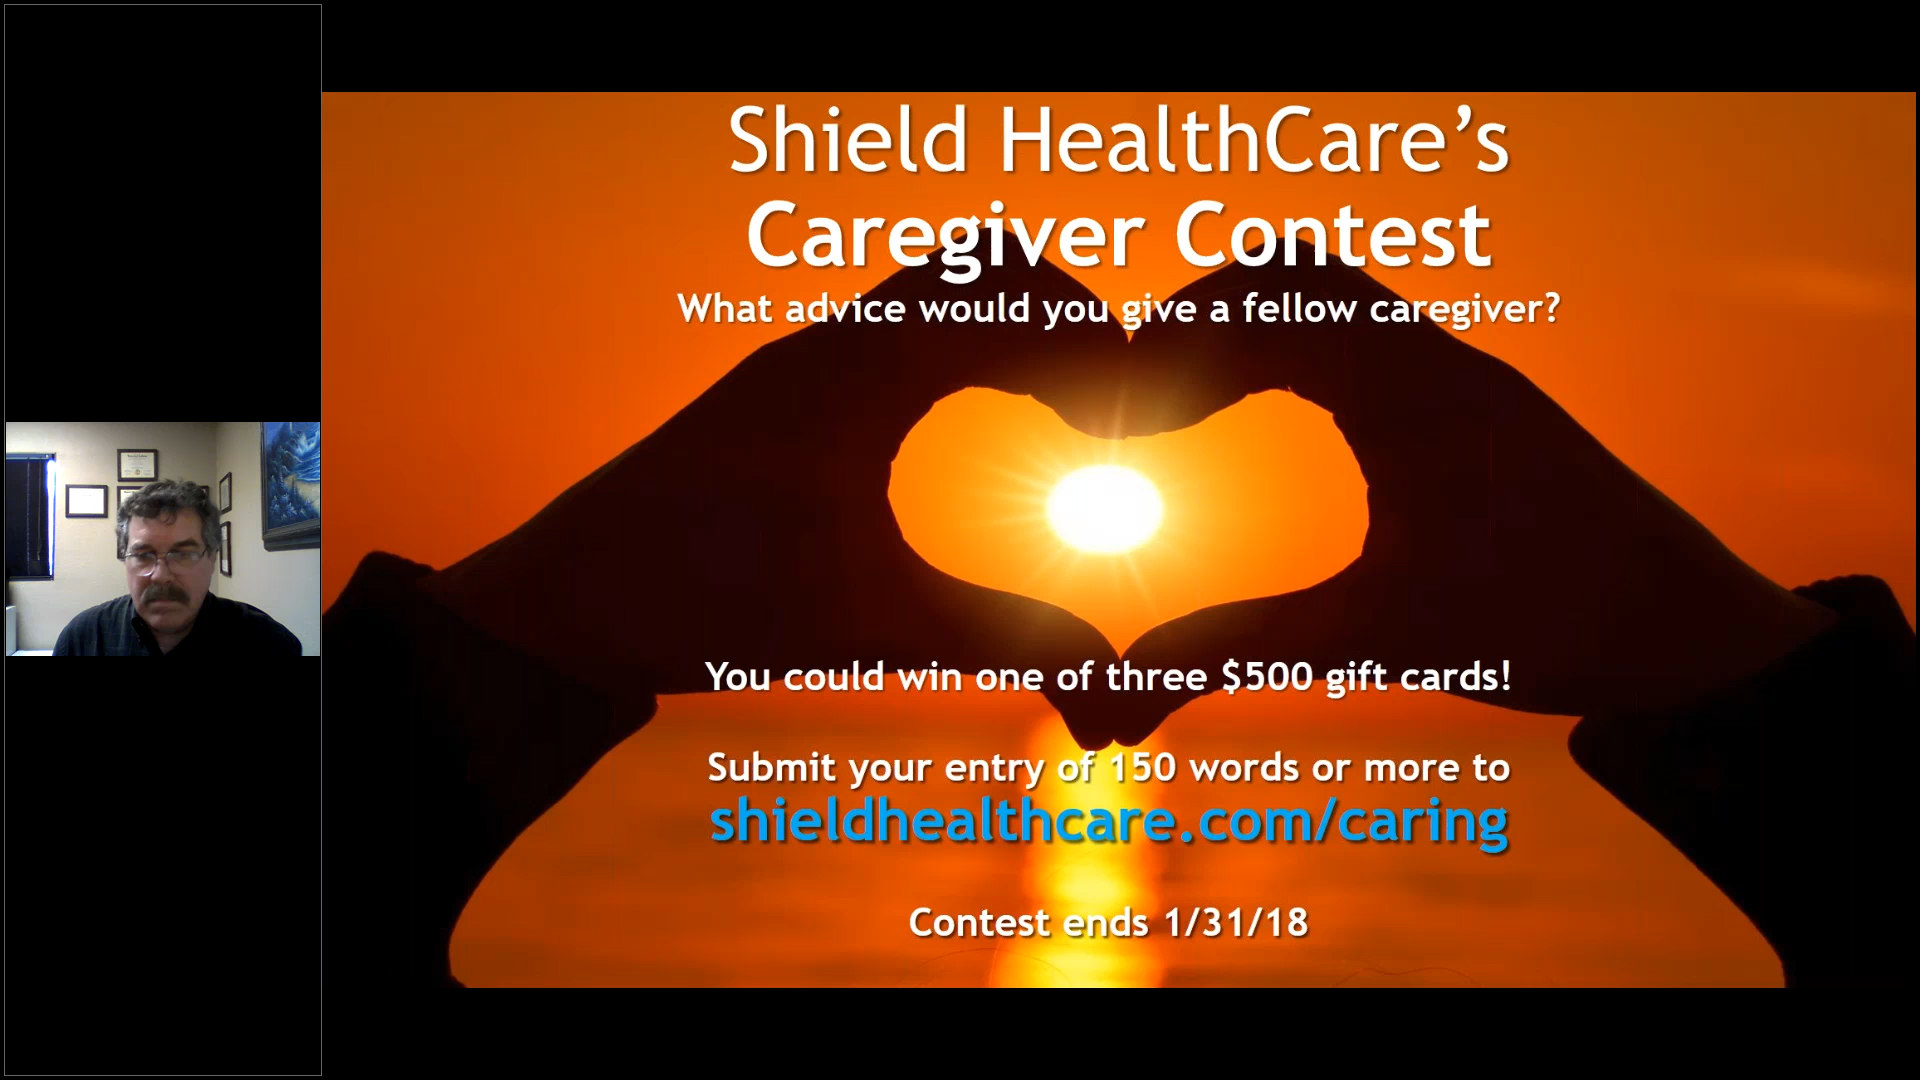 Shield HealthCare’s
Caregiver Contest
What advice would you give a fellow caregiver?
You could win one of three $500 gift cards!
Submit your entry of 150 words or more to
shieldhealthcare.com/caring
Contest ends 1/31/18